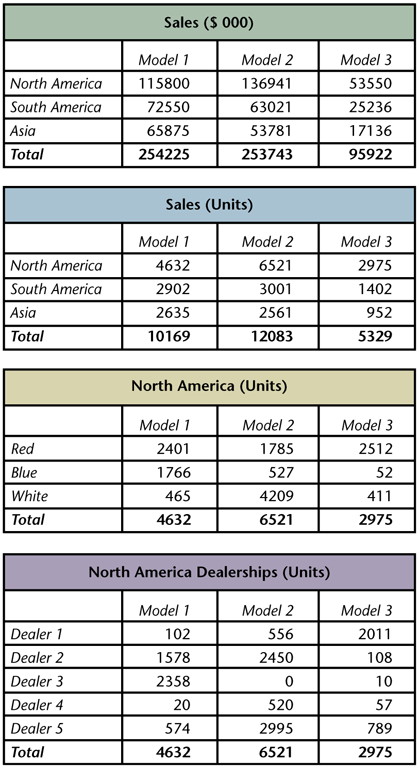 Sales ($ 000)
Model 1 Model 2 Model 3
North America 115800 136941 53550
South America 72550 63021 25236
Asia 65875 53781 17136
Total 254225 253743 95922
Sales (Units)
Model 1 Model 2 Model 3
North America 4632 6521 2975
South America 2902 3001 1402
Asia 2635 2561 952
Total 10169 12083 5329
North America (Units)
Model 1 Model 2 Model 3
Red 2401 1785 2512
Blue 1766 527 52
White 465 4209 411
Total 4632 6521 2975
North America Dealerships (Units)
Model 1 Model 2 Model 3
Dealer 1 102 556 2011
Dealer 2 1578 2450 108
Dealer 3 2358 0 10
Dealer 4 20 520 57
Dealer 5 574 2995 789
Total 4632 6521 2975